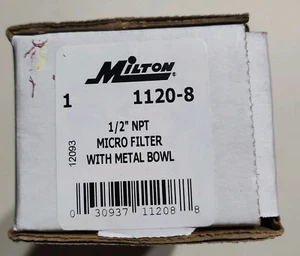 MILTON®
1 1120-8
1/2" NPT
MICRO FILTER
WITH METAL BOWL
12093
0 30937 11208 8